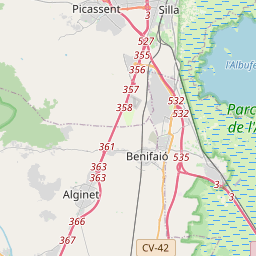 Picassent
Silla
3
527
355
356
l'Albufe
357
358
532
532
Parc
de l'A
361
Benifaió
363
363
535
3
3
Alginet
366
367
CV-42